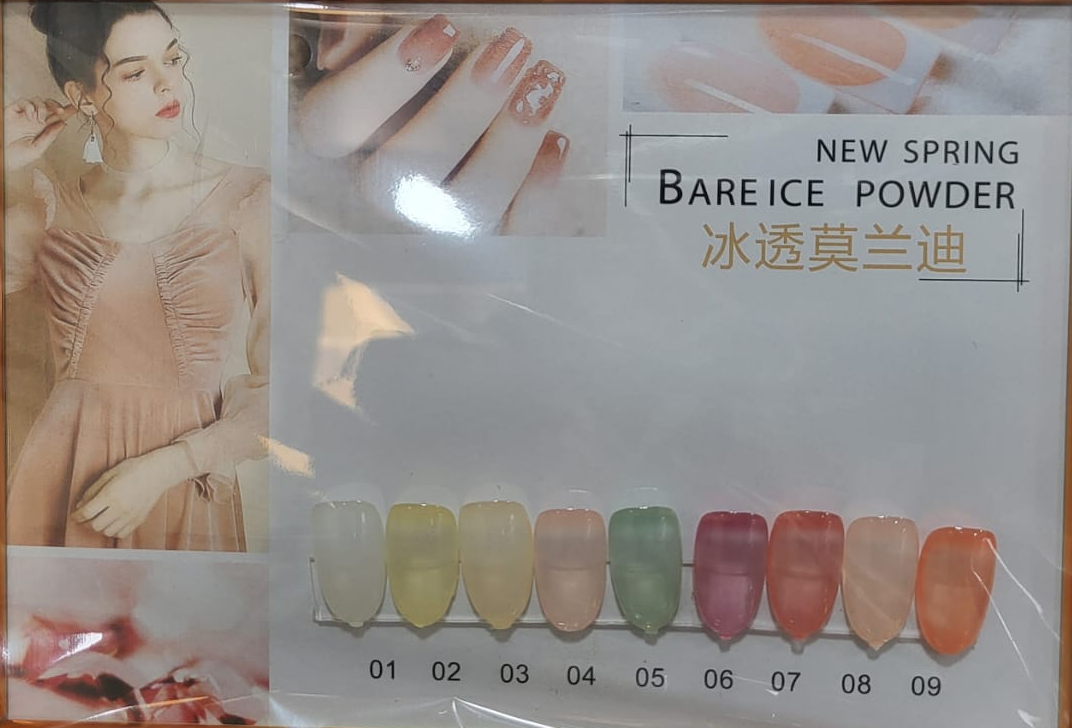 NEW SPRING
BARE ICE POWDER
冰透莫兰迪
01 02 03 04 05 06 07 08 09